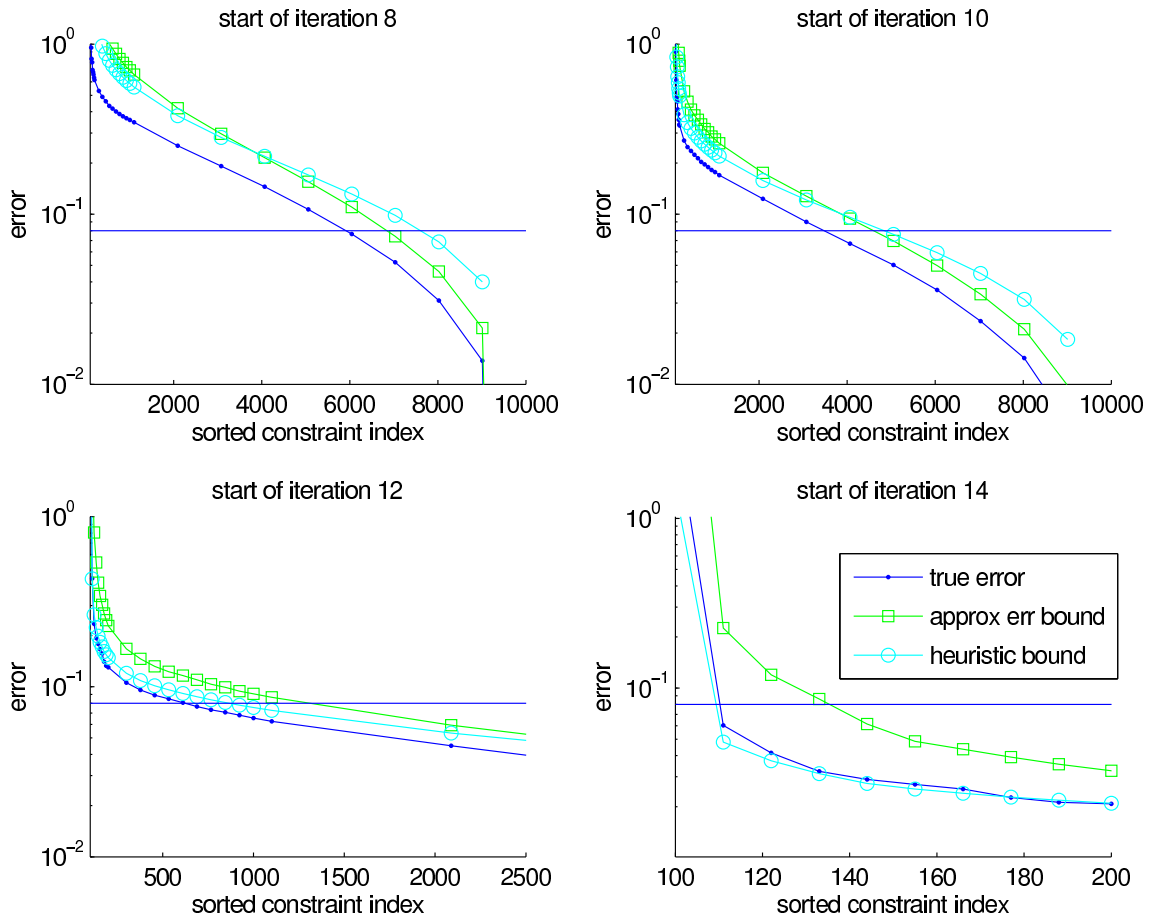 start of iteration 8
10^0
10^-1
10^-2
error
2000 4000 6000 8000 10000
sorted constraint index
start of iteration 10
10^0
10^-1
10^-2
error
2000 4000 6000 8000 10000
sorted constraint index
start of iteration 12
10^0
10^-1
10^-2
error
500 1000 1500 2000 2500
sorted constraint index
start of iteration 14
10^0
10^-1
10^-2
error
100 120 140 160 180 200
sorted constraint index
true error
approx err bound
heuristic bound